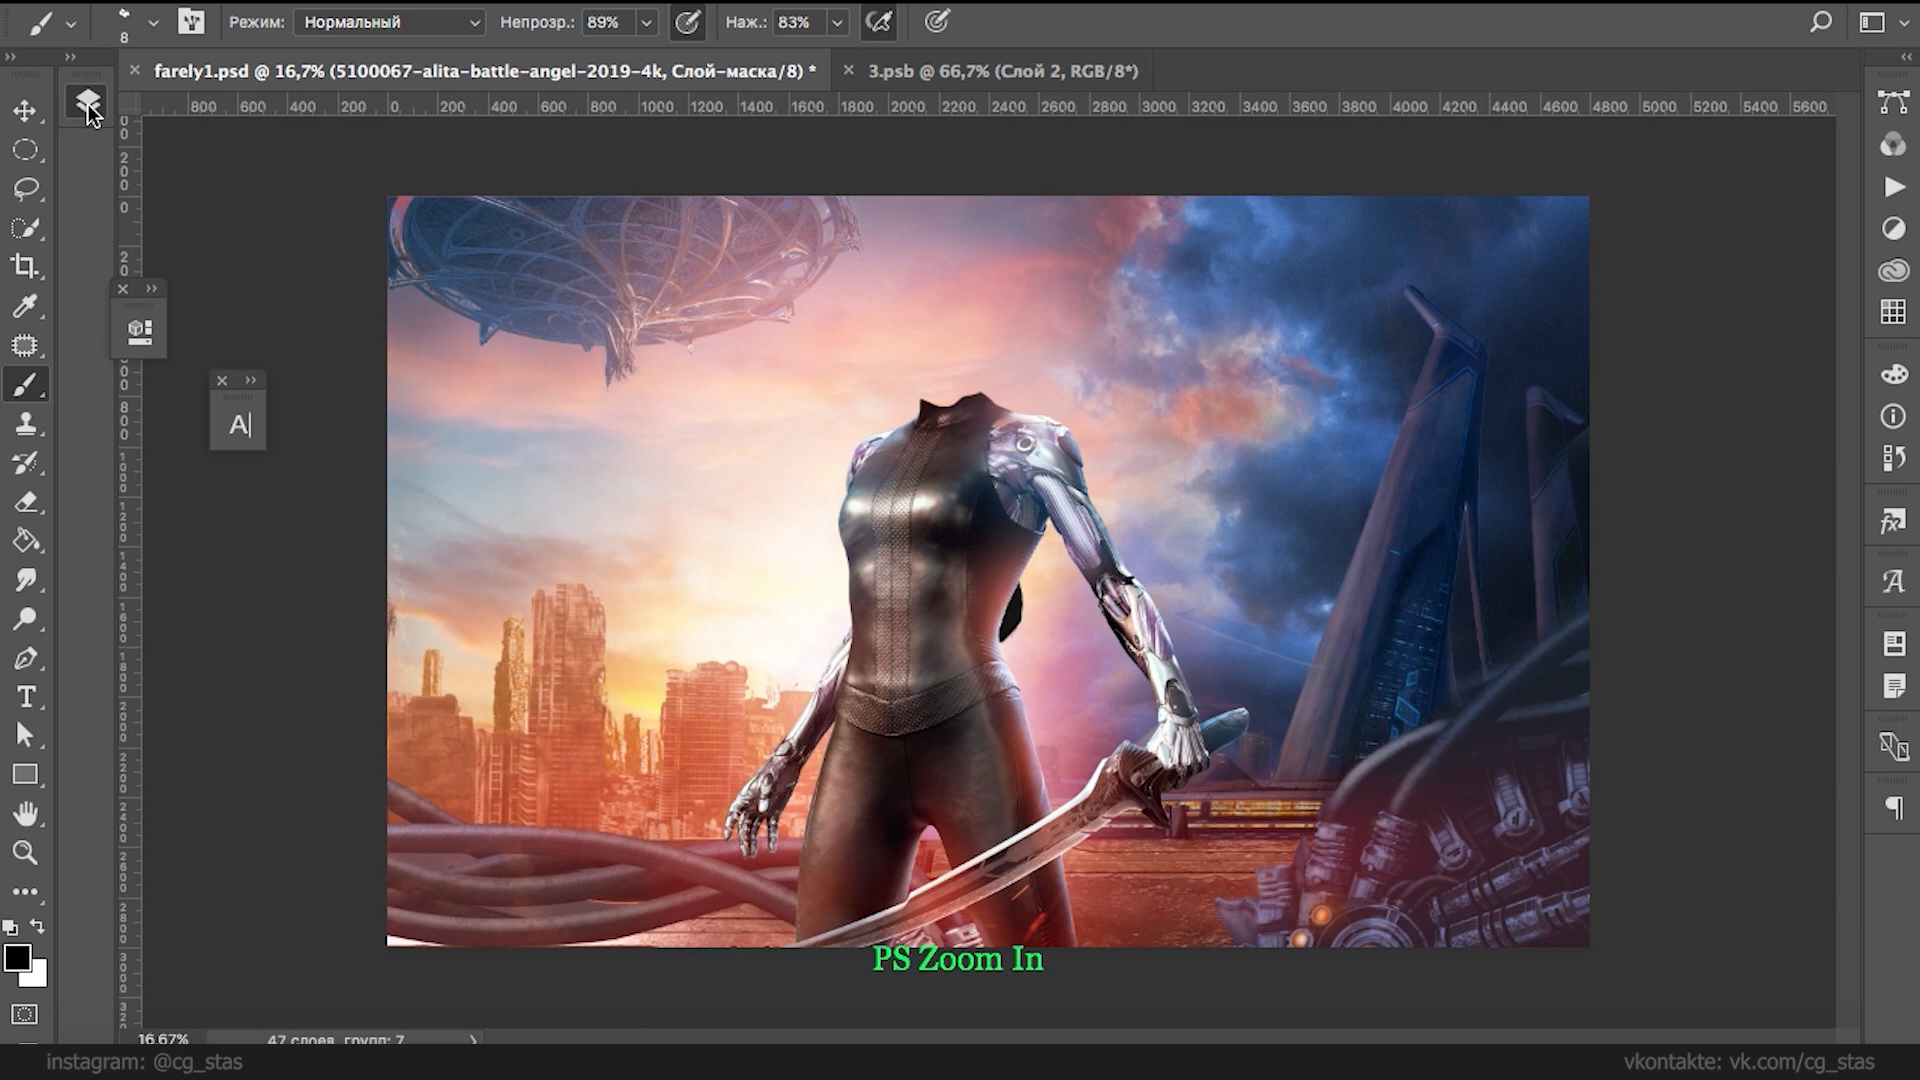 Режим: Нормальный Непрозр.: 89% Наж.: 83%
8
farely1.psd @ 16,7% (5100067-alita-battle-angel-2019-4k, Слой-маска/8) *
3.psb @ 66,7% (Слой 2, RGB/8*)
800 600 400 200 0 200 400 600 800 1000 1200 1400 1600 1800 2000 2200 2400 2600 2800 3000 3200 3400 3600 3800 4000 4200 4400 4600 4800 5000 5200 5400 5600
A
PS Zoom In
16,67% 47 слоев, групп: 7
instagram: @cg_stas
vkontakte: vk.com/cg_stas